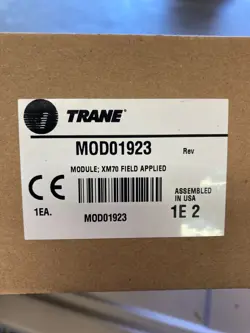 TRANE
MOD01923 Rev
MODULE; XM70 FIELD APPLIED
CE
ASSEMBLED
IN USA
1EA. MOD01923 1E 2